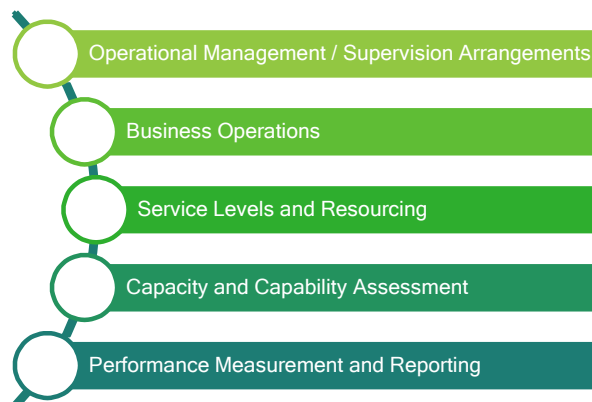 Operational Management / Supervision Arrangements
Business Operations
Service Levels and Resourcing
Capacity and Capability Assessment
Performance Measurement and Reporting